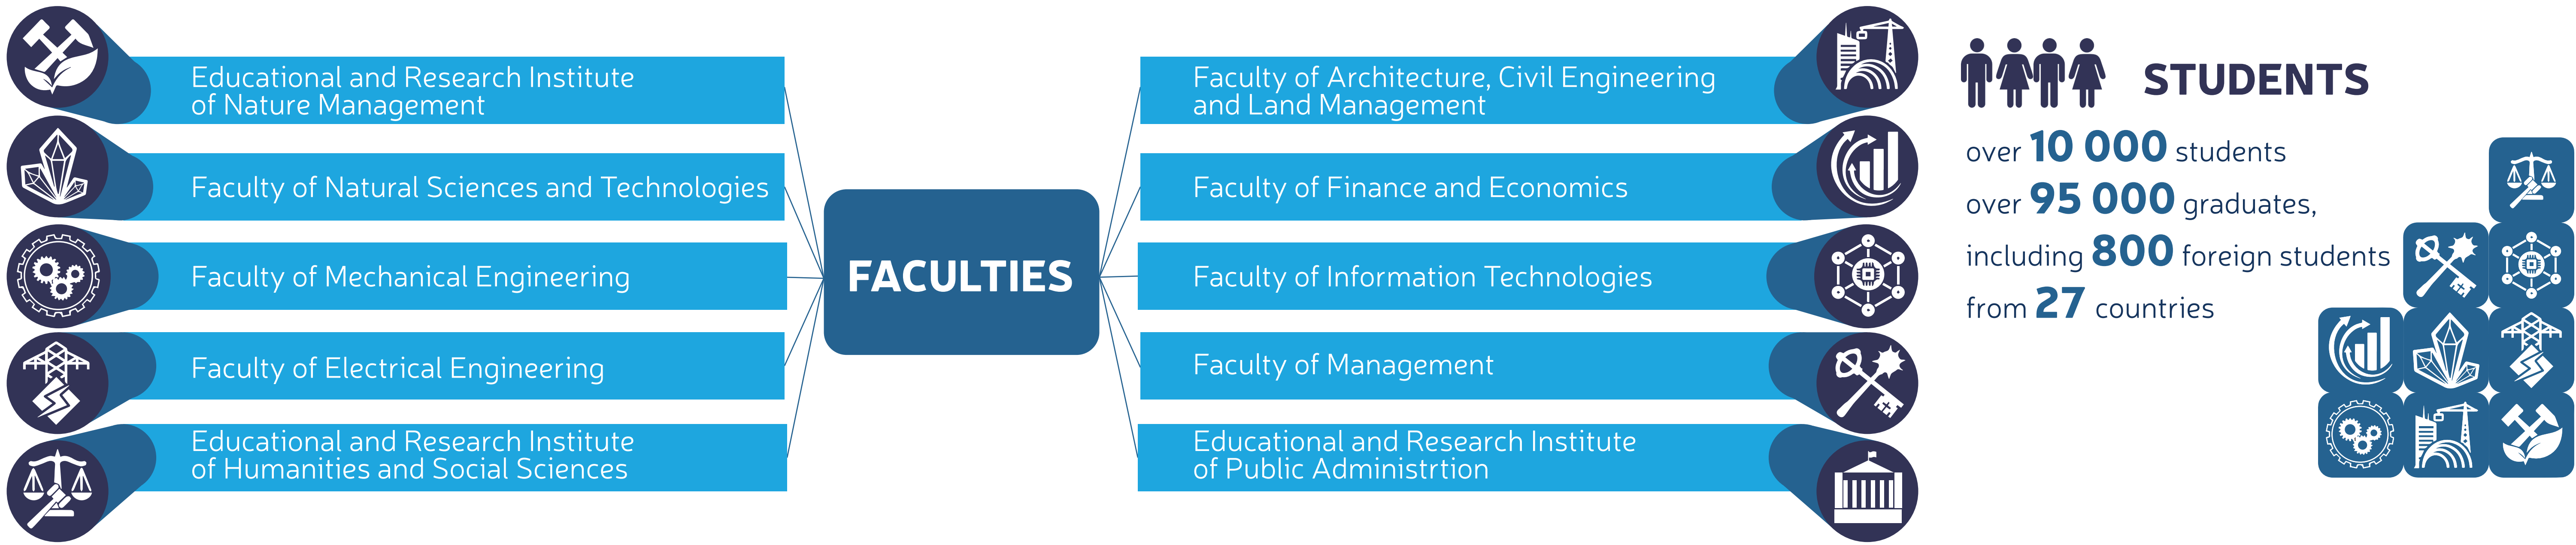 Educational and Research Institute
of Nature Management
Faculty of Natural Sciences and Technologies
Faculty of Mechanical Engineering
Faculty of Electrical Engineering
Educational and Research Institute
of Humanities and Social Sciences
FACULTIES
Faculty of Architecture, Civil Engineering
and Land Management
Faculty of Finance and Economics
Faculty of Information Technologies
Faculty of Management
Educational and Research Institute
of Public Administrtion
STUDENTS
over 10 000 students
over 95 000 graduates,
including 800 foreign students
from 27 countries